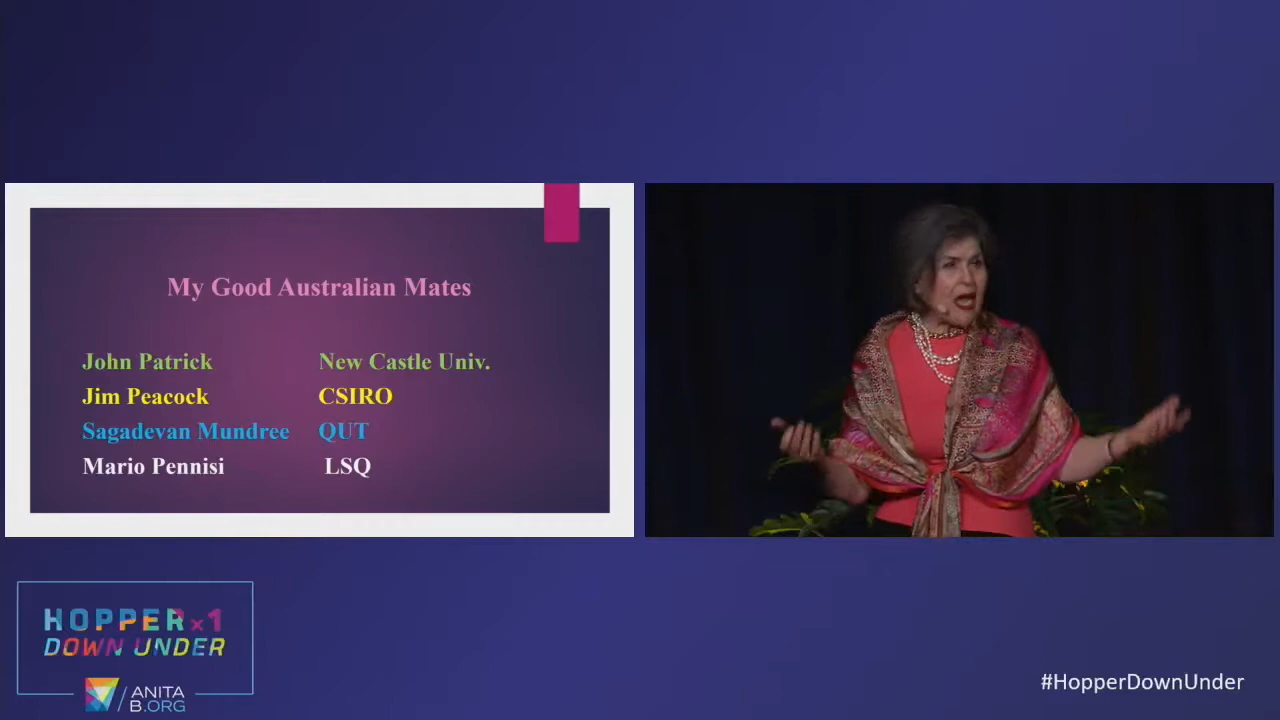 My Good Australian Mates
John Patrick New Castle Univ.
Jim Peacock CSIRO
Sagadevan Mundree QUT
Mario Pennisi LSQ
HOPPER x1
DOWN UNDER
ANITA
B.ORG
#HopperDownUnder